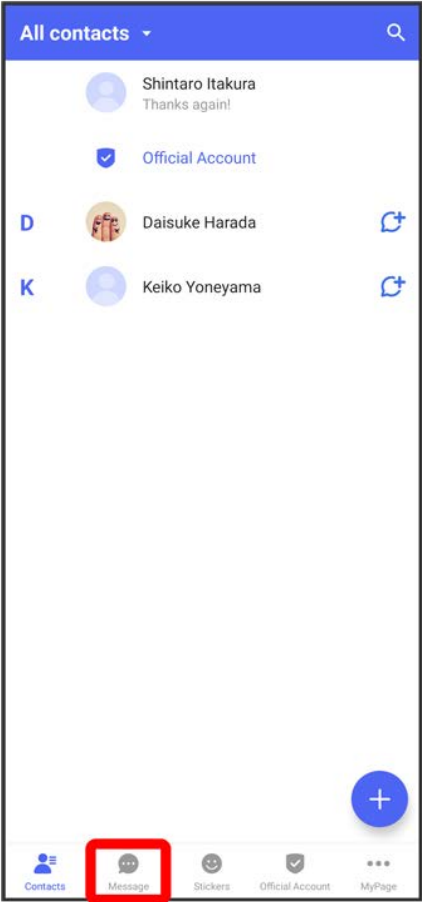 All contacts
Shintaro Itakura
Thanks again!
Official Account
D
Daisuke Harada
K
Keiko Yoneyama
Contacts
Message
Stickers
Official Account
MyPage